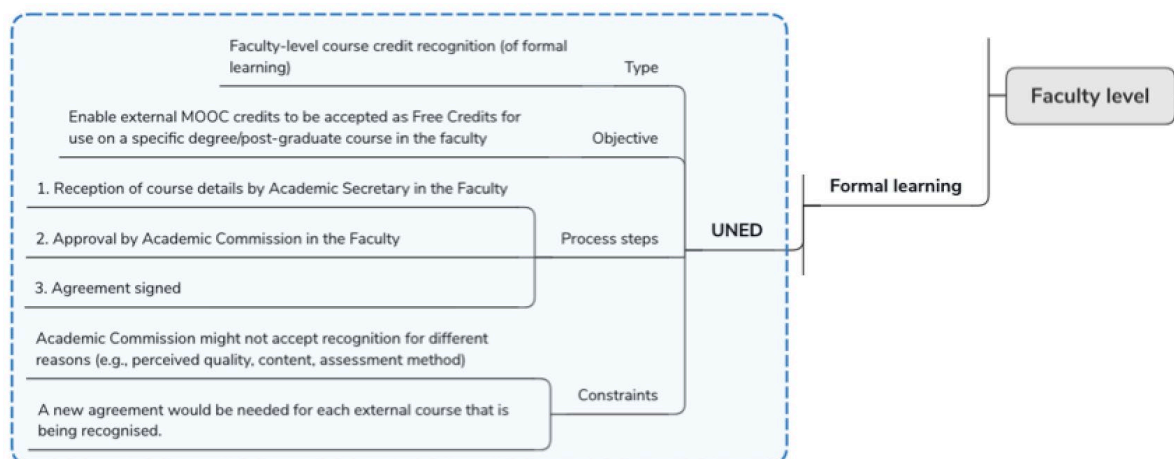 Faculty-level course credit recognition (of formal
learning)
Type
Enable external MOOC credits to be accepted as Free Credits for
use on a specific degree/post-graduate course in the faculty
Objective
1. Reception of course details by Academic Secretary in the Faculty
2. Approval by Academic Commission in the Faculty
3. Agreement signed
Process steps
Academic Commission might not accept recognition for different
reasons (e.g., perceived quality, content, assessment method)
A new agreement would be needed for each external course that is
being recognised.
Constraints
UNED
Formal learning
Faculty level